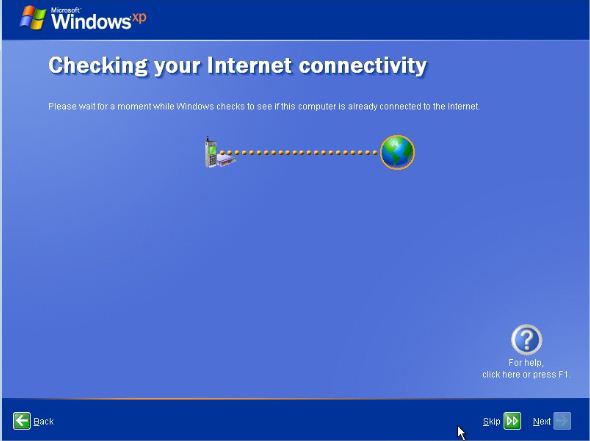 Microsoft
Windows xp
Checking your Internet connectivity
Please wait for a moment while Windows checks to see if this computer is already connected to the Internet.
For help,
click here or press F1.
Back
Skip
Next